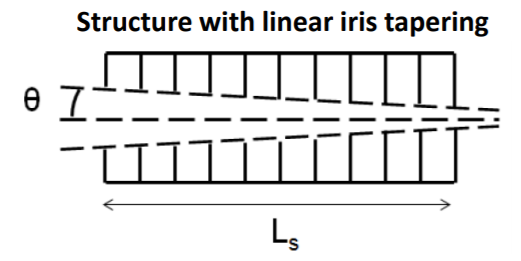 Structure with linear iris tapering
θ
Ls